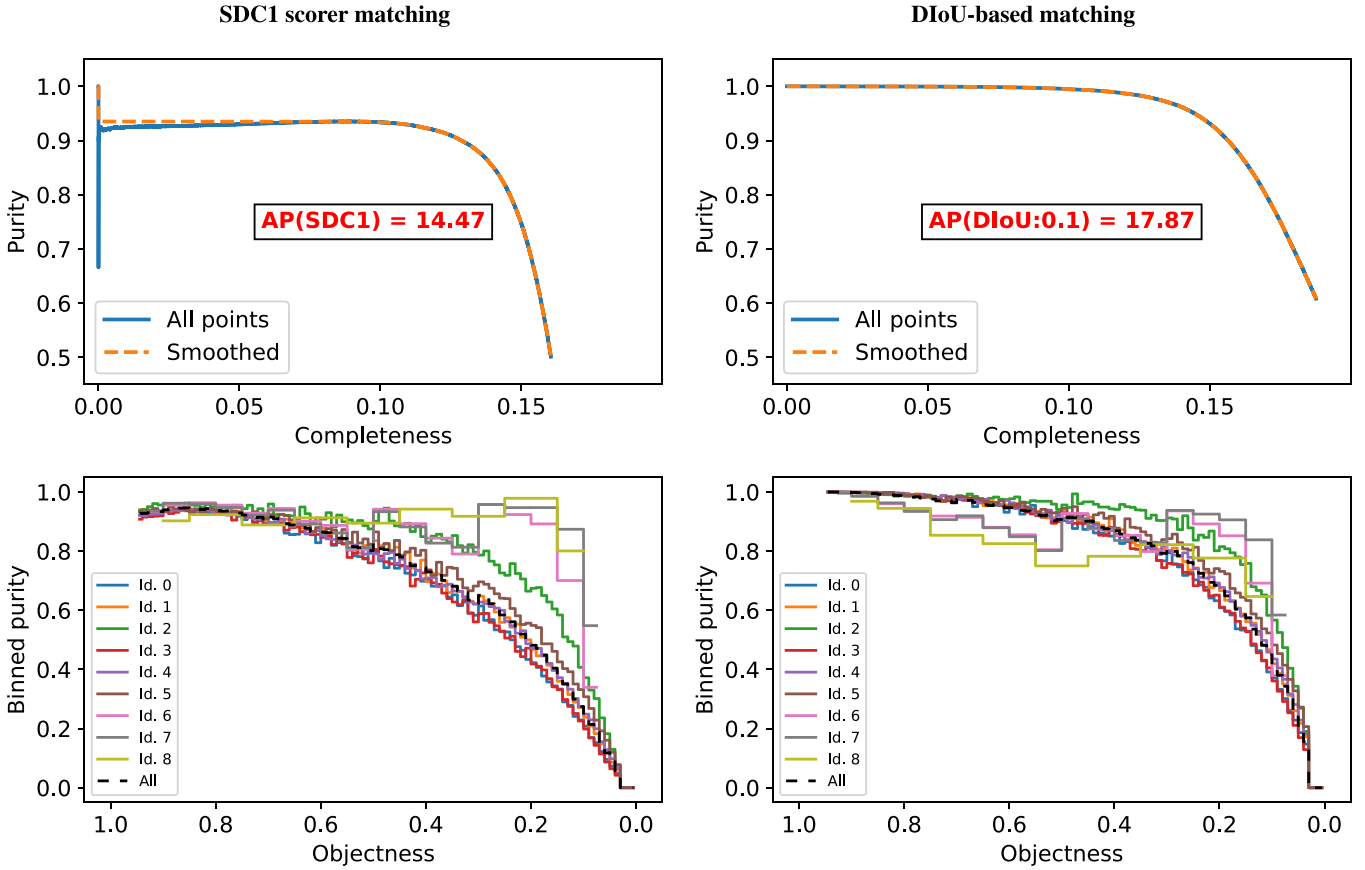 SDC1 scorer matching
DIoU-based matching
1.0
0.9
0.8
0.7
0.6
0.5
Purity
AP(SDC1) = 14.47
All points
Smoothed
0.00
0.05
0.10
0.15
Completeness
1.0
0.9
0.8
0.7
0.6
0.5
Purity
AP(DIoU:0.1) = 17.87
All points
Smoothed
0.00
0.05
0.10
0.15
Completeness
1.0
0.8
0.6
0.4
0.2
0.0
Binned purity
Id. 0
Id. 1
Id. 2
Id. 3
Id. 4
Id. 5
Id. 6
Id. 7
Id. 8
All
1.0
0.8
0.6
0.4
0.2
0.0
Objectness
1.0
0.8
0.6
0.4
0.2
0.0
Binned purity
Id. 0
Id. 1
Id. 2
Id. 3
Id. 4
Id. 5
Id. 6
Id. 7
Id. 8
All
1.0
0.8
0.6
0.4
0.2
0.0
Objectness